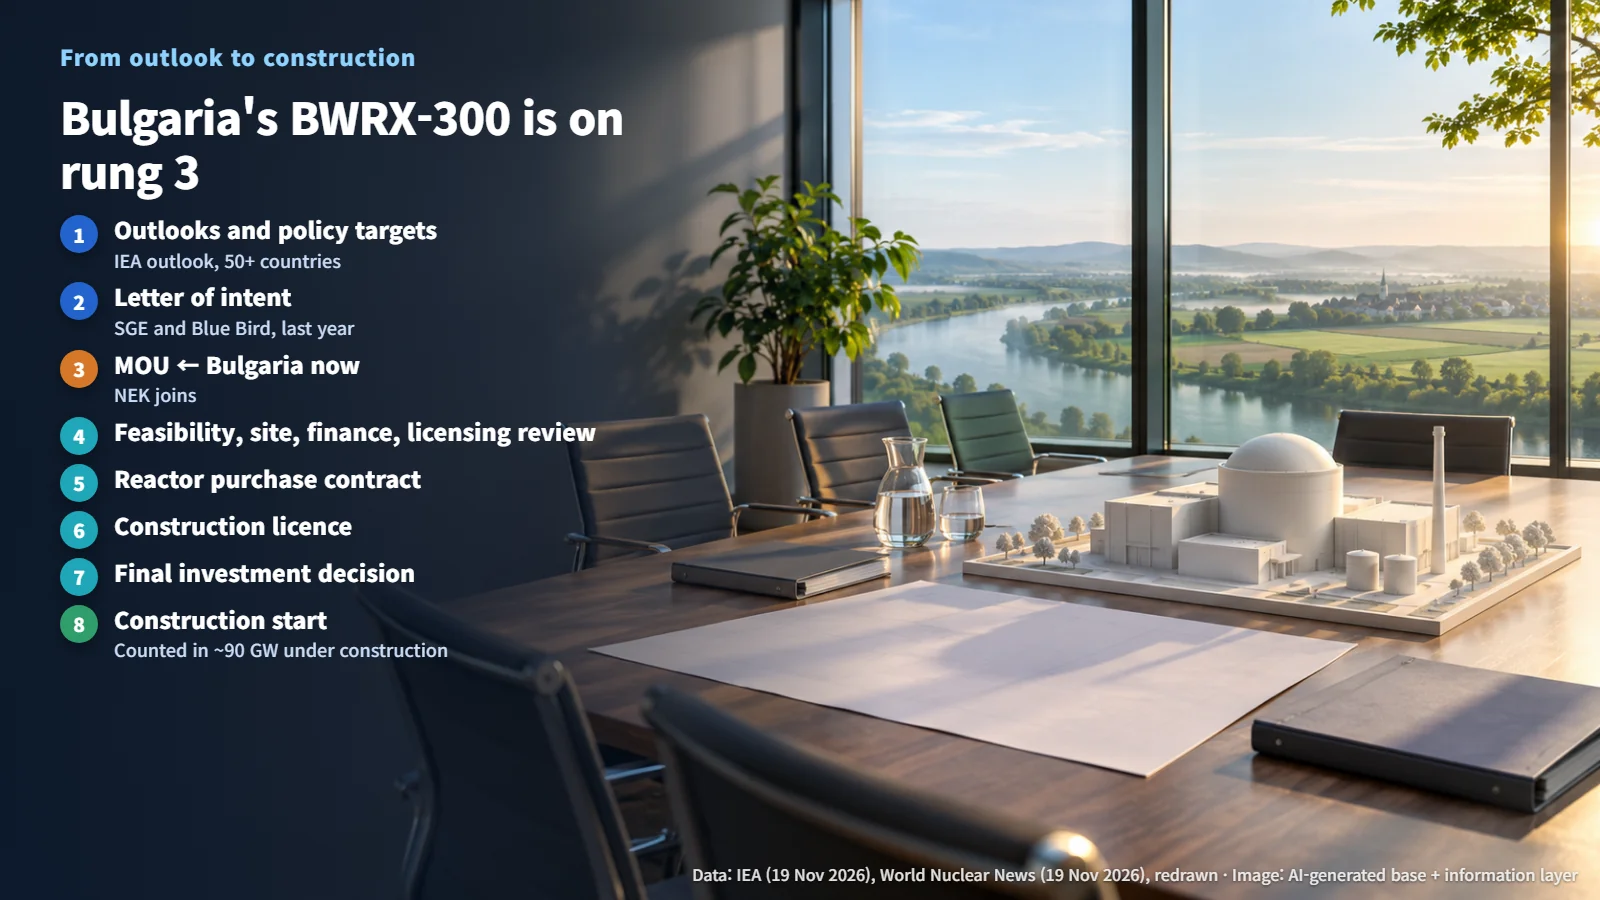 From outlook to construction
Bulgaria's BWRX-300 is on
rung 3
1 Outlooks and policy targets
IEA outlook, 50+ countries
2 Letter of intent
SGE and Blue Bird, last year
3 MOU ← Bulgaria now
NEK joins
4 Feasibility, site, finance, licensing review
5 Reactor purchase contract
6 Construction licence
7 Final investment decision
8 Construction start
Counted in ~90 GW under construction
Data: IEA (19 Nov 2026), World Nuclear News (19 Nov 2026), redrawn · Image: AI-generated base + information layer